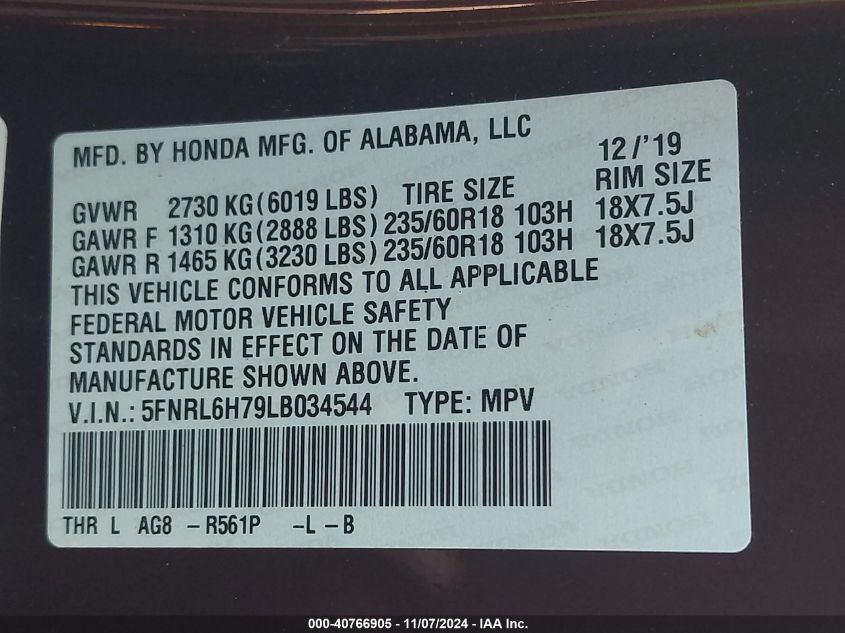 MFD. BY HONDA MFG. OF ALABAMA, LLC 12/'19
GVWR 2730 KG(6019 LBS) TIRE SIZE RIM SIZE
GAWR F 1310 KG(2888 LBS) 235/60R18 103H 18X7.5J
GAWR R 1465 KG(3230 LBS) 235/60R18 103H 18X7.5J
THIS VEHICLE CONFORMS TO ALL APPLICABLE
FEDERAL MOTOR VEHICLE SAFETY
STANDARDS IN EFFECT ON THE DATE OF
MANUFACTURE SHOWN ABOVE.
V.I.N.: 5FNRL6H79LB034544 TYPE: MPV
THR L AG8 -R561P -L-B
000-40766905 - 11/07/2024 - IAA Inc.